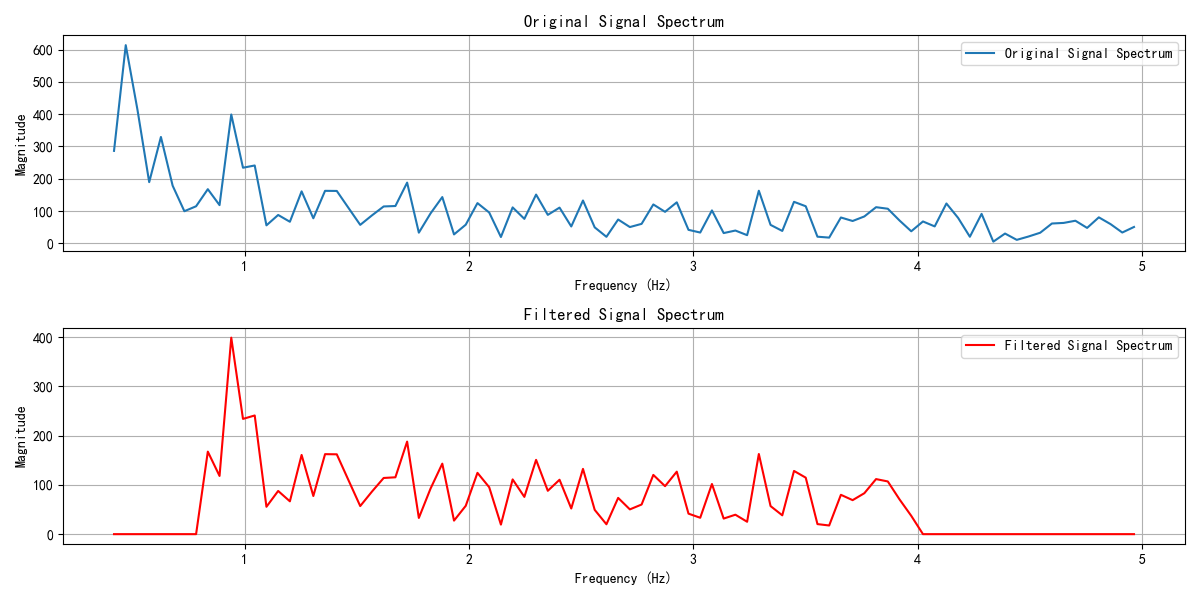 Original Signal Spectrum
Original Signal Spectrum
600
500
400
300
200
100
0
Magnitude
1 2 3 4 5
Frequency (Hz)
Filtered Signal Spectrum
Filtered Signal Spectrum
400
300
200
100
0
Magnitude
1 2 3 4 5
Frequency (Hz)